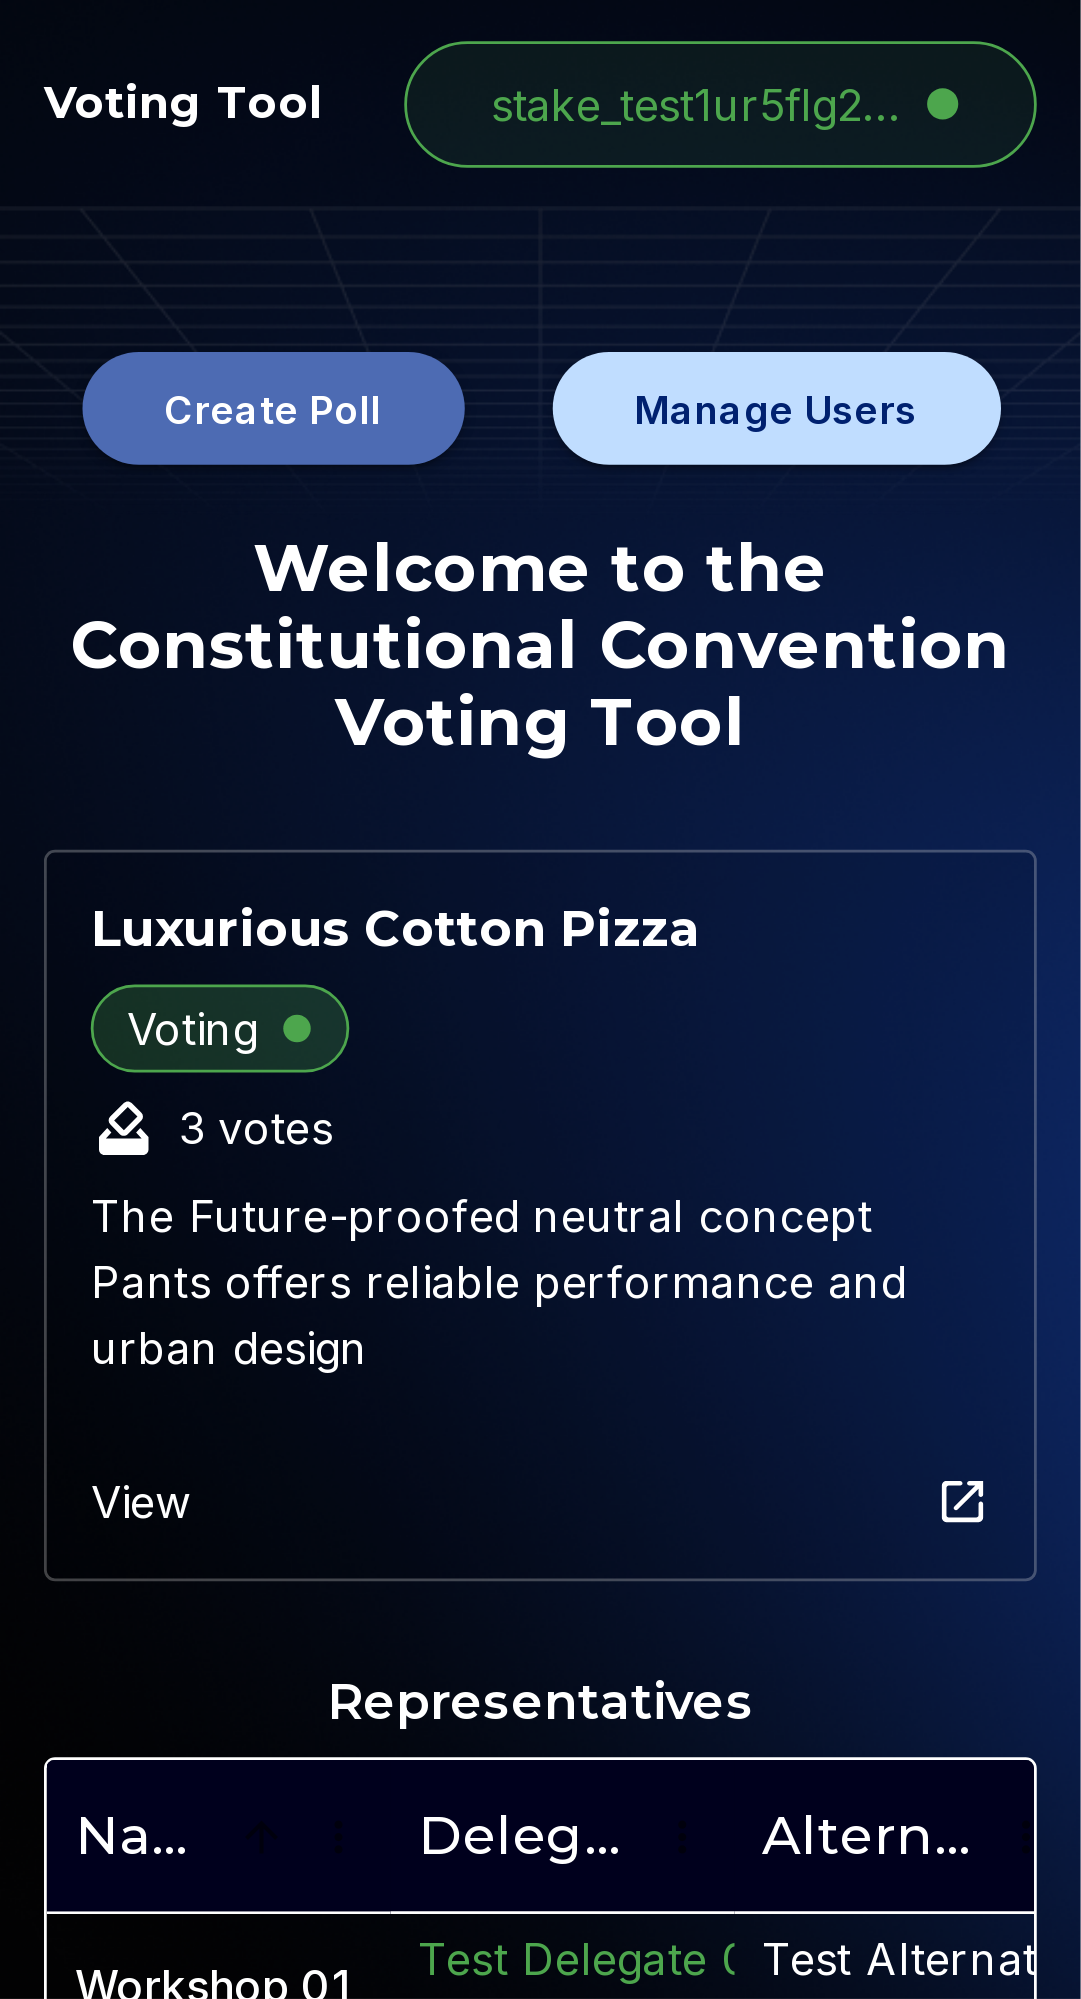 Voting Tool
stake_test1ur5flg2...
Create Poll
Manage Users
Welcome to the
Constitutional Convention
Voting Tool
Luxurious Cotton Pizza
Voting
3 votes
The Future-proofed neutral concept
Pants offers reliable performance and
urban design
View
Representatives
Na...
Deleg...
Altern...
Test Delegate
Test Alternat
Workshop 01